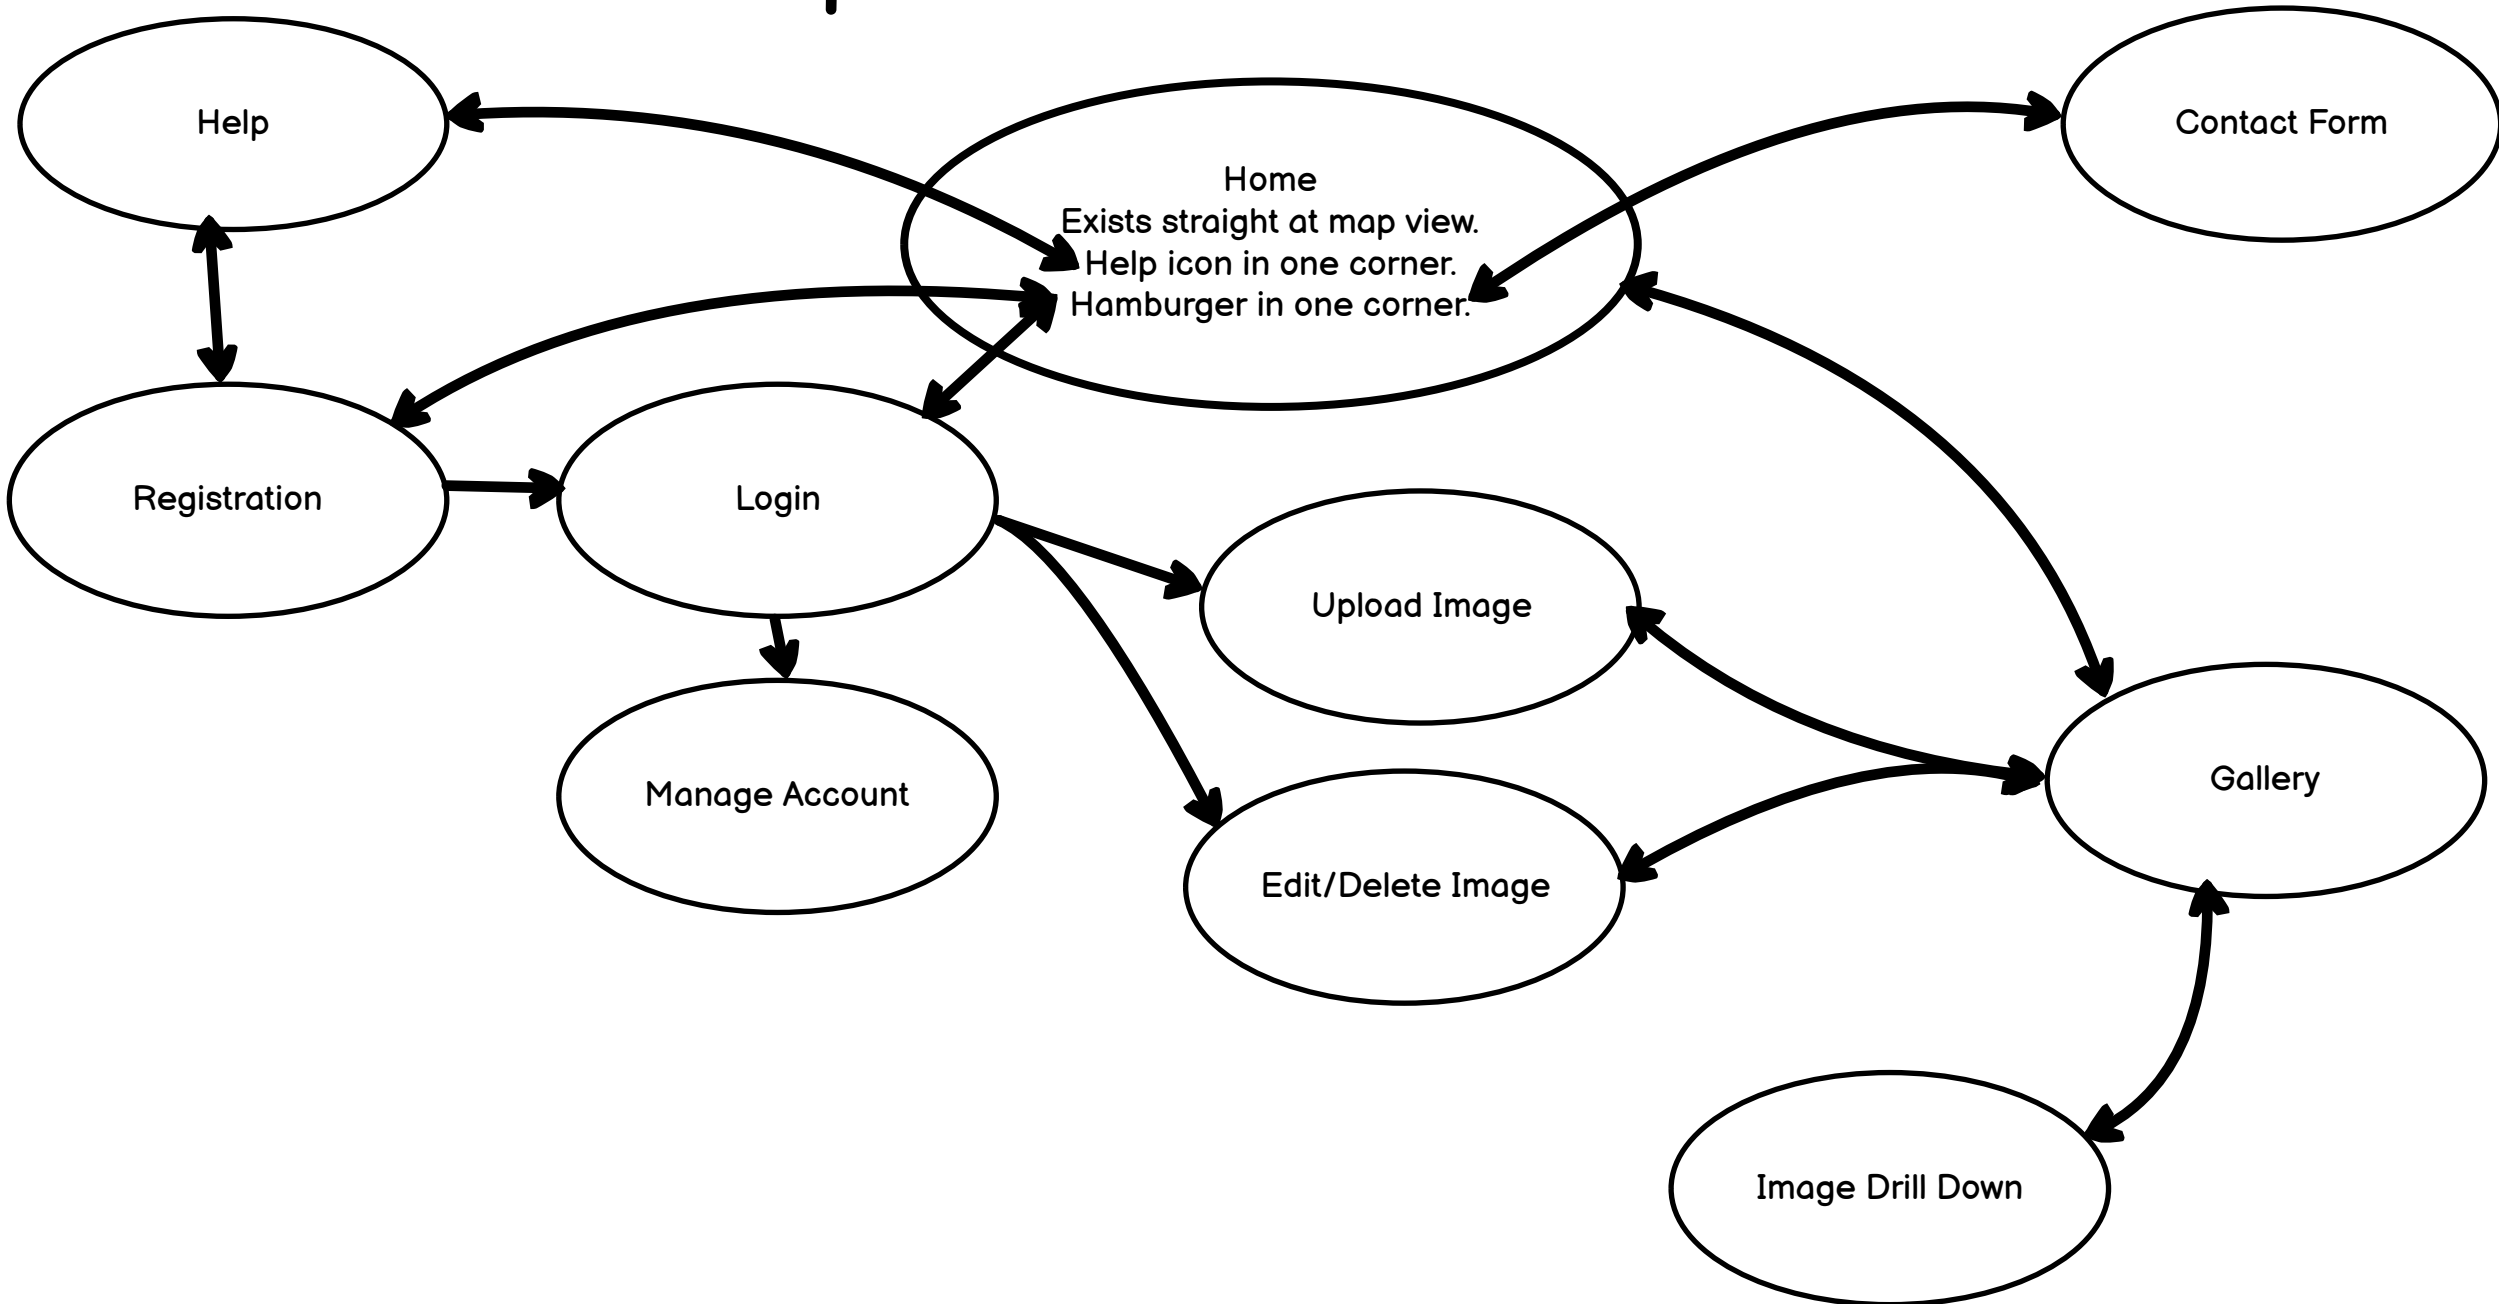 Help
Contact Form
Home
Exists straight at map view.
Help icon in one corner.
Hamburger in one corner.
Registration
Login
Upload Image
Manage Account
Gallery
Edit/Delete Image
Image Drill Down